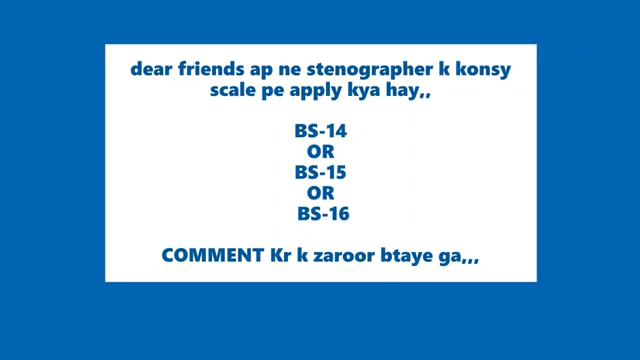 dear friends ap ne stenographer k konsy
scale pe apply kya hay,,
BS-14
OR
BS-15
OR
BS-16
COMMENT Kr k zaroor btaye ga,,,